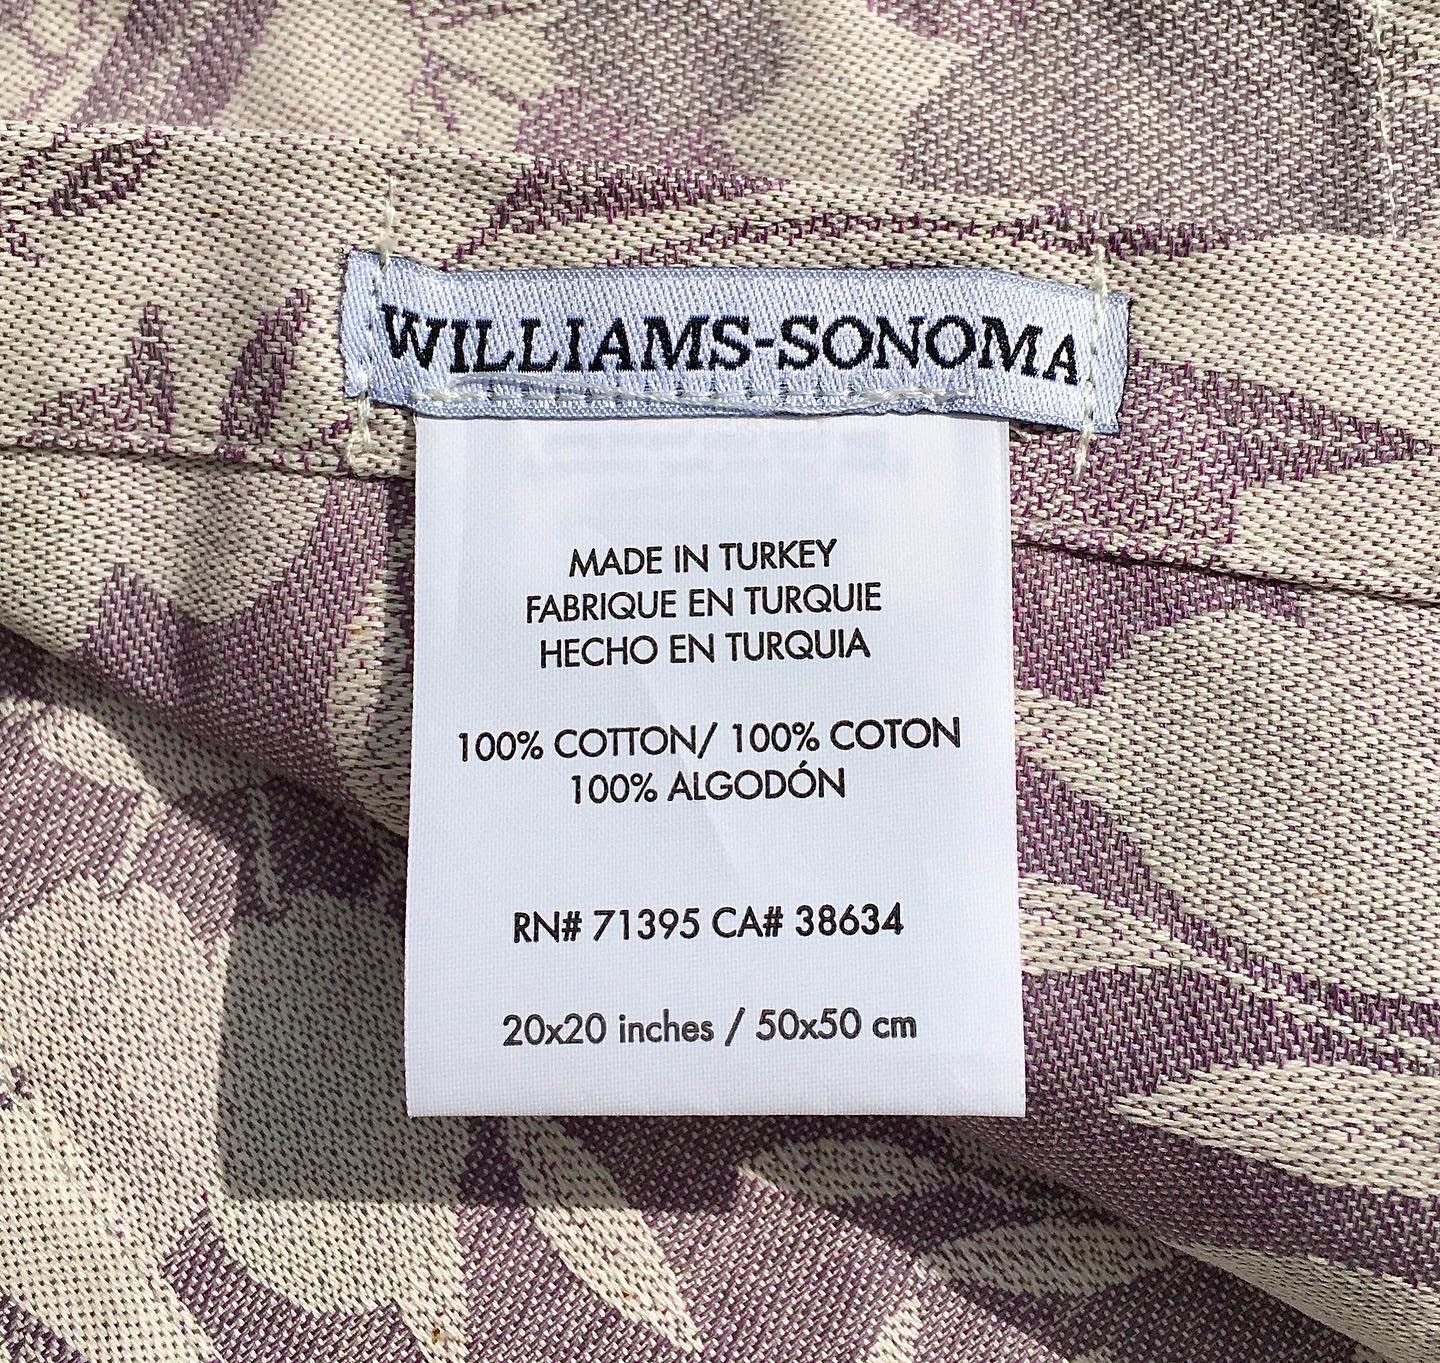 WILLIAMS-SONOMA
MADE IN TURKEY
FABRIQUE EN TURQUIE
HECHO EN TURQUIA
100% COTTON/ 100% COTON
100% ALGODÓN
RN# 71395 CA# 38634
20x20 inches / 50x50 cm